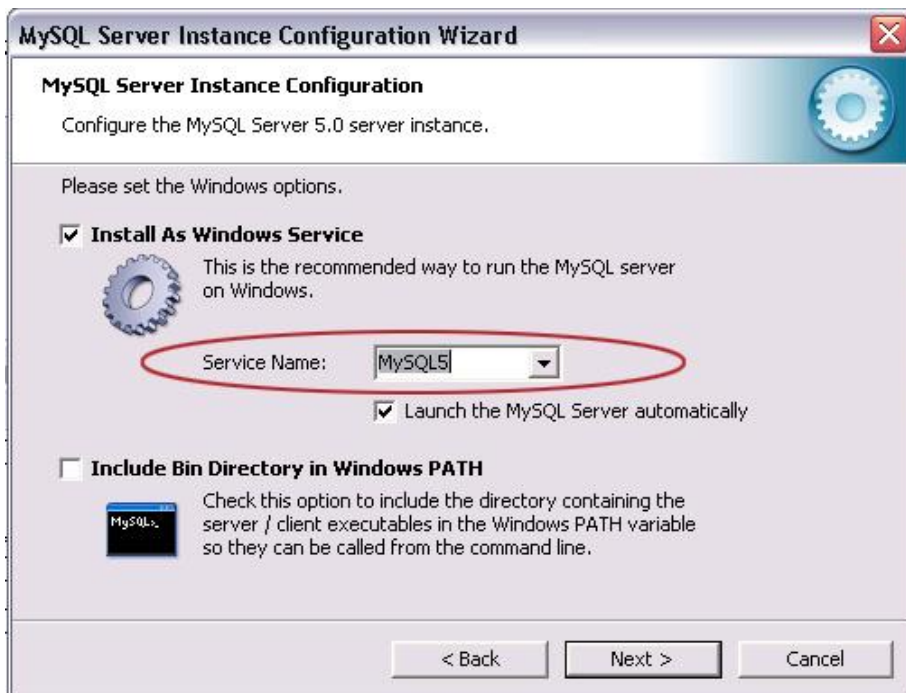 MySQL Server Instance Configuration Wizard
MySQL Server Instance Configuration
Configure the MySQL Server 5.0 server instance.
Please set the Windows options.
Install As Windows Service
This is the recommended way to run the MySQL server
on Windows.
Service Name: MySQL5
Launch the MySQL Server automatically
Include Bin Directory in Windows PATH
Check this option to include the directory containing the
server / client executables in the Windows PATH variable
so they can be called from the command line.
MySQL>_
< Back Next > Cancel